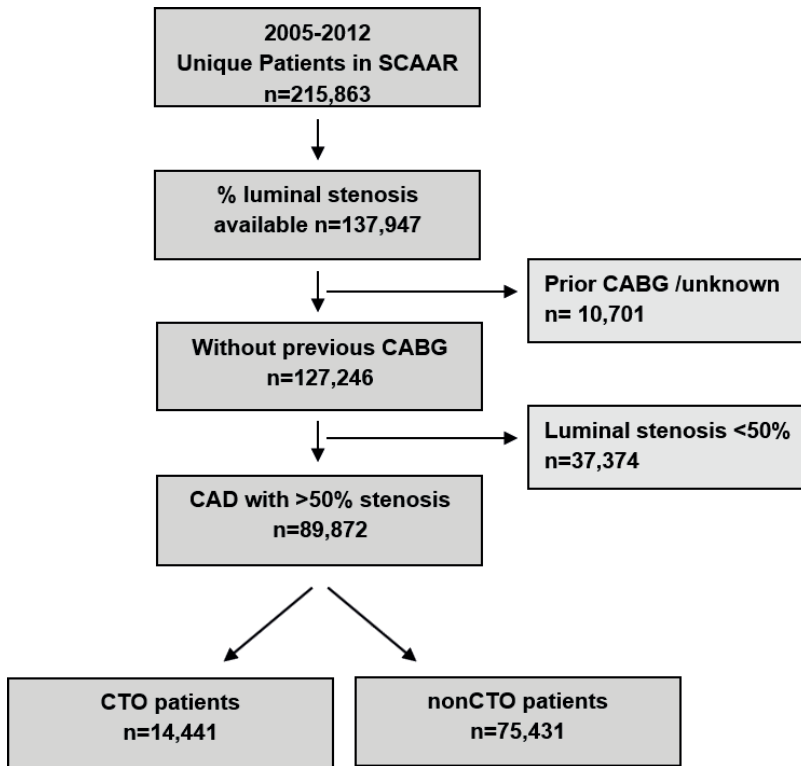 2005-2012
Unique Patients in SCAAR
n=215,863
% luminal stenosis
available n=137,947
Prior CABG /unknown
n= 10,701
Without previous CABG
n=127,246
Luminal stenosis <50%
n=37,374
CAD with >50% stenosis
n=89,872
CTO patients
n=14,441
nonCTO patients
n=75,431